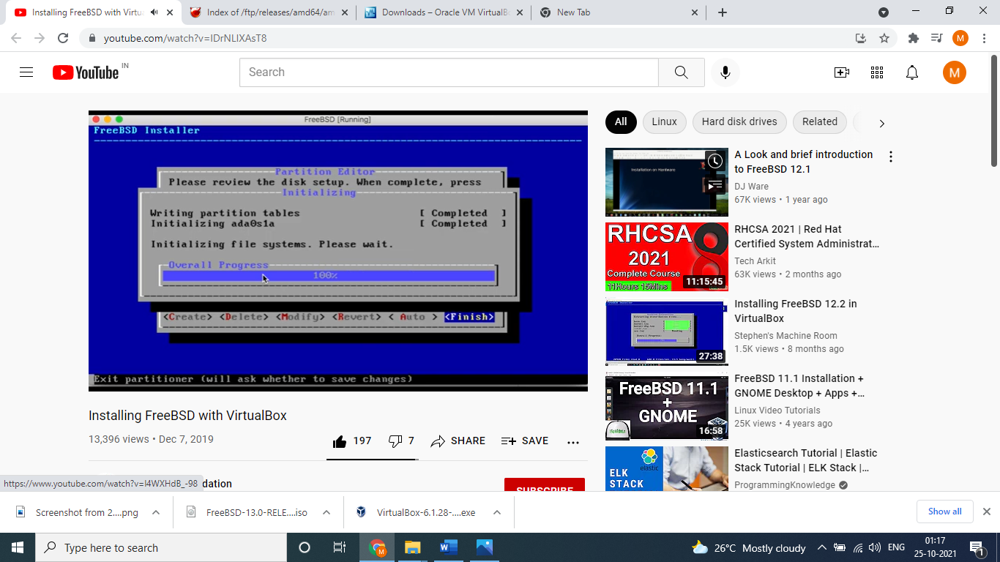 Installing FreeBSD with Virtu
Index of /ftp/releases/amd64/am
Downloads – Oracle VM VirtualB
New Tab
youtube.com/watch?v=IDrNLIXAsT8
M
YouTube IN
Search
M
FreeBSD [Running]
FreeBSD Installer
Partition Editor
Please review the disk setup. When complete, press
Initializing
Writing partition tables [ Completed ]
Initializing ada0s1a [ Completed ]
Initializing file systems. Please wait.
Overall Progress
100%
<Create> <Delete> <Modify> <Revert> < Auto > <Finish>
Exit partitioner (will ask whether to save changes)
Installing FreeBSD with VirtualBox
13,396 views • Dec 7, 2019
197 7 SHARE SAVE
dation
SUBSCRIBE
https://www.youtube.com/watch?v=I4WXHdB_-98
All Linux Hard disk drives Related
Installation on Hardware
A Look and brief introduction
to FreeBSD 12.1
DJ Ware
67K views • 1 year ago
RHCSA
2021
Complete Course
11Hours 15Mins
8
11:15:45
RHCSA 2021 | Red Hat
Certified System Administrat...
Tech Arkit
63K views • 2 months ago
27:38
Installing FreeBSD 12.2 in
VirtualBox
Stephen's Machine Room
1.5K views • 8 months ago
FreeBSD 11.1
+
GNOME
16:58
FreeBSD 11.1 Installation +
GNOME Desktop + Apps +...
Linux Video Tutorials
25K views • 4 years ago
elastic
ELK
STACK
Elasticsearch Tutorial | Elastic
Stack Tutorial | ELK Stack |...
ProgrammingKnowledge
Screenshot from 2....png
FreeBSD-13.0-RELE....iso
VirtualBox-6.1.28-....exe
Show all
Type here to search
M
W
26°C Mostly cloudy
ENG
01:17
25-10-2021
1